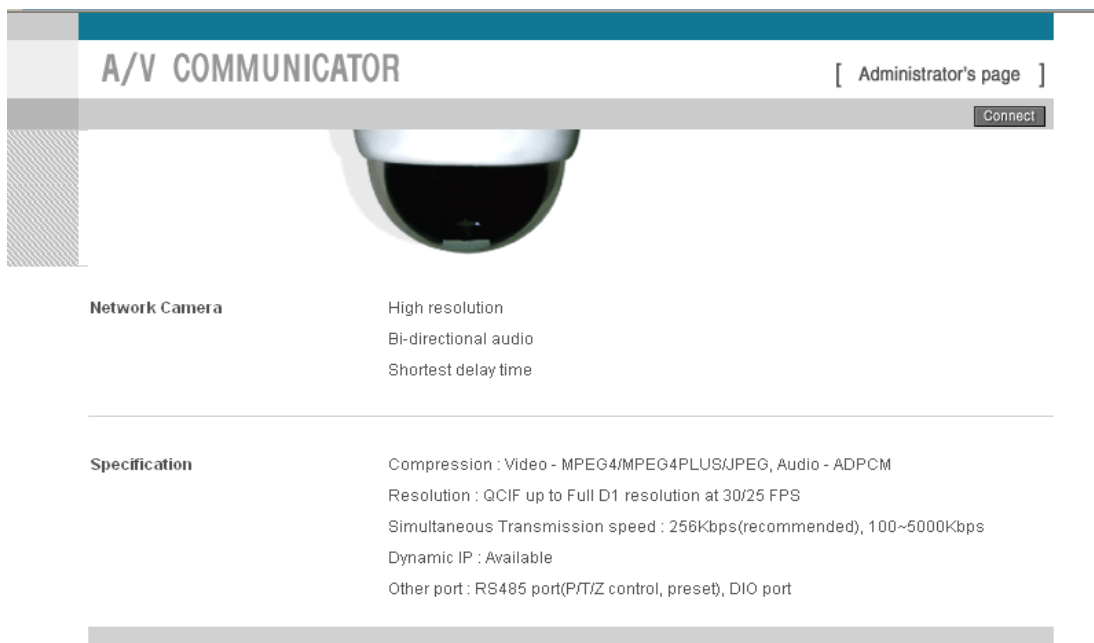 A/V COMMUNICATOR
[ Administrator's page ]
Connect
Network Camera
High resolution
Bi-directional audio
Shortest delay time
Specification
Compression : Video - MPEG4/MPEG4PLUS/JPEG, Audio - ADPCM
Resolution : QCIF up to Full D1 resolution at 30/25 FPS
Simultaneous Transmission speed : 256Kbps(recommended), 100~5000Kbps
Dynamic IP : Available
Other port : RS485 port(P/T/Z control, preset), DIO port